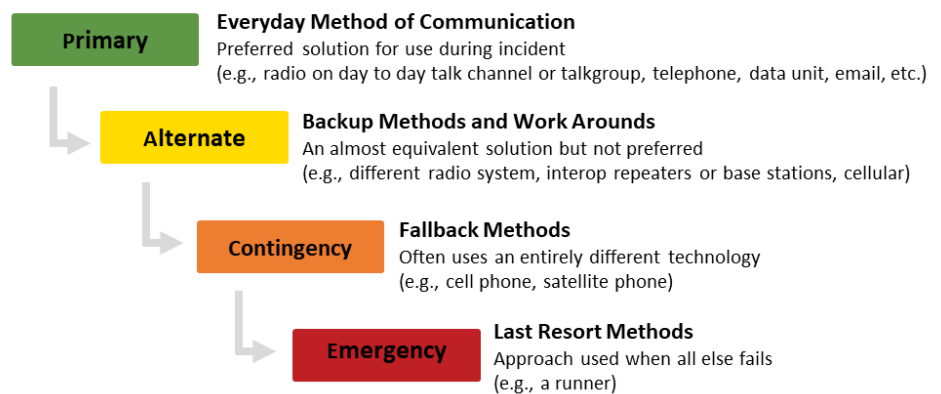 Primary
Everyday Method of Communication
Preferred solution for use during incident
(e.g., radio on day to day talk channel or talkgroup, telephone, data unit, email, etc.)
Alternate
Backup Methods and Work Arounds
An almost equivalent solution but not preferred
(e.g., different radio system, interop repeaters or base stations, cellular)
Contingency
Fallback Methods
Often uses an entirely different technology
(e.g., cell phone, satellite phone)
Emergency
Last Resort Methods
Approach used when all else fails
(e.g., a runner)